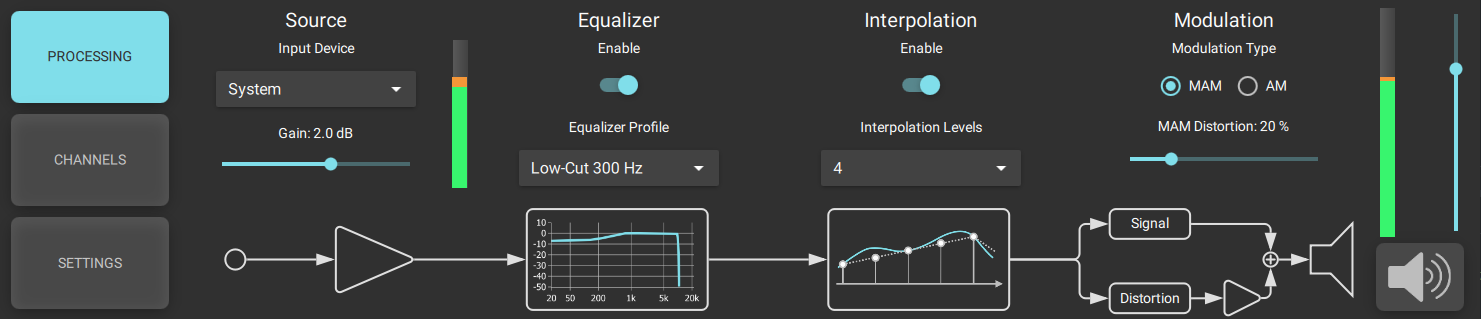 PROCESSING
CHANNELS
SETTINGS
Source
Input Device
System
Gain: 2.0 dB
Equalizer
Enable
Equalizer Profile
Low-Cut 300 Hz
10
0
-10
-20
-30
-40
-50
20 50 200 1k 5k 20k
Interpolation
Enable
Interpolation Levels
4
Modulation
Modulation Type
MAM AM
MAM Distortion: 20 %
Signal
Distortion